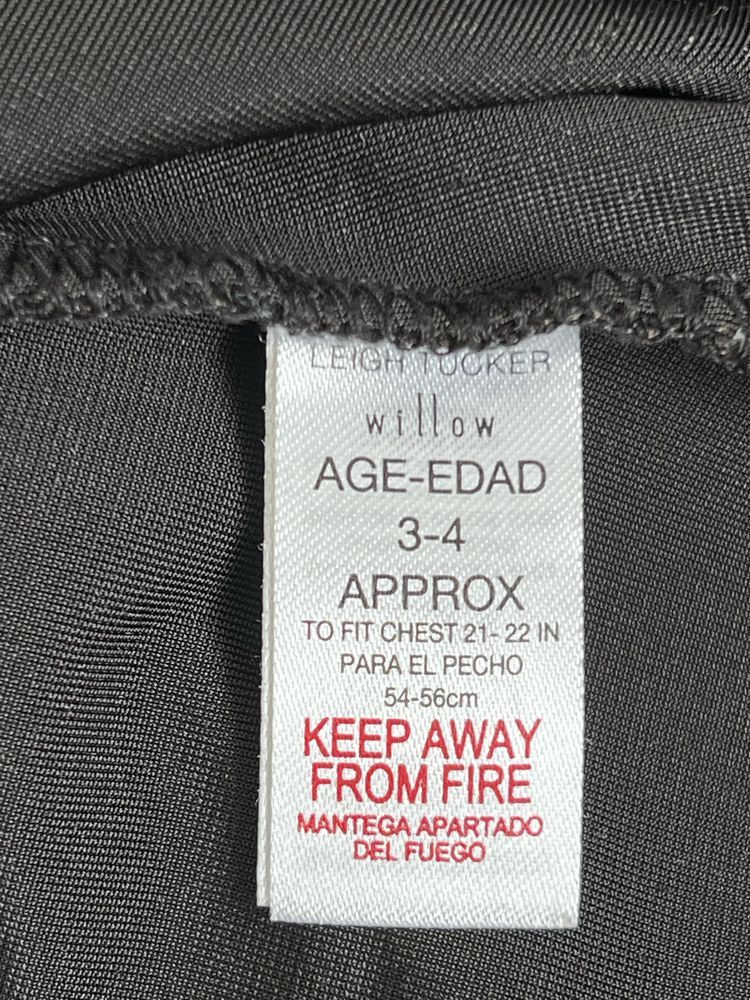 LEIGH TUCKER
willow
AGE-EDAD
3-4
APPROX
TO FIT CHEST 21- 22 IN
PARA EL PECHO
54-56cm
KEEP AWAY
FROM FIRE
MANTEGA APARTADO
DEL FUEGO